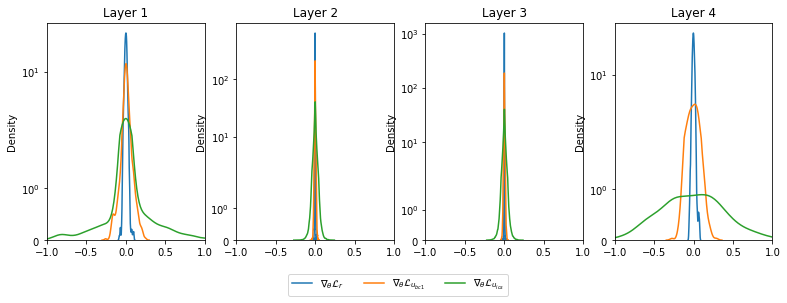 Layer 1 Layer 2 Layer 3 Layer 4
Density Density Density Density
10¹ 10⁰ 0
10² 10¹ 10⁰ 0
10³ 10² 10¹ 10⁰ 0
10¹ 10⁰ 0
−1.0 −0.5 0.0 0.5 1.0 −1.0 −0.5 0.0 0.5 1.0 −1.0 −0.5 0.0 0.5 1.0 −1.0 −0.5 0.0 0.5 1.0
∇θℒr ∇θℒu_bc1 ∇θℒu_ics